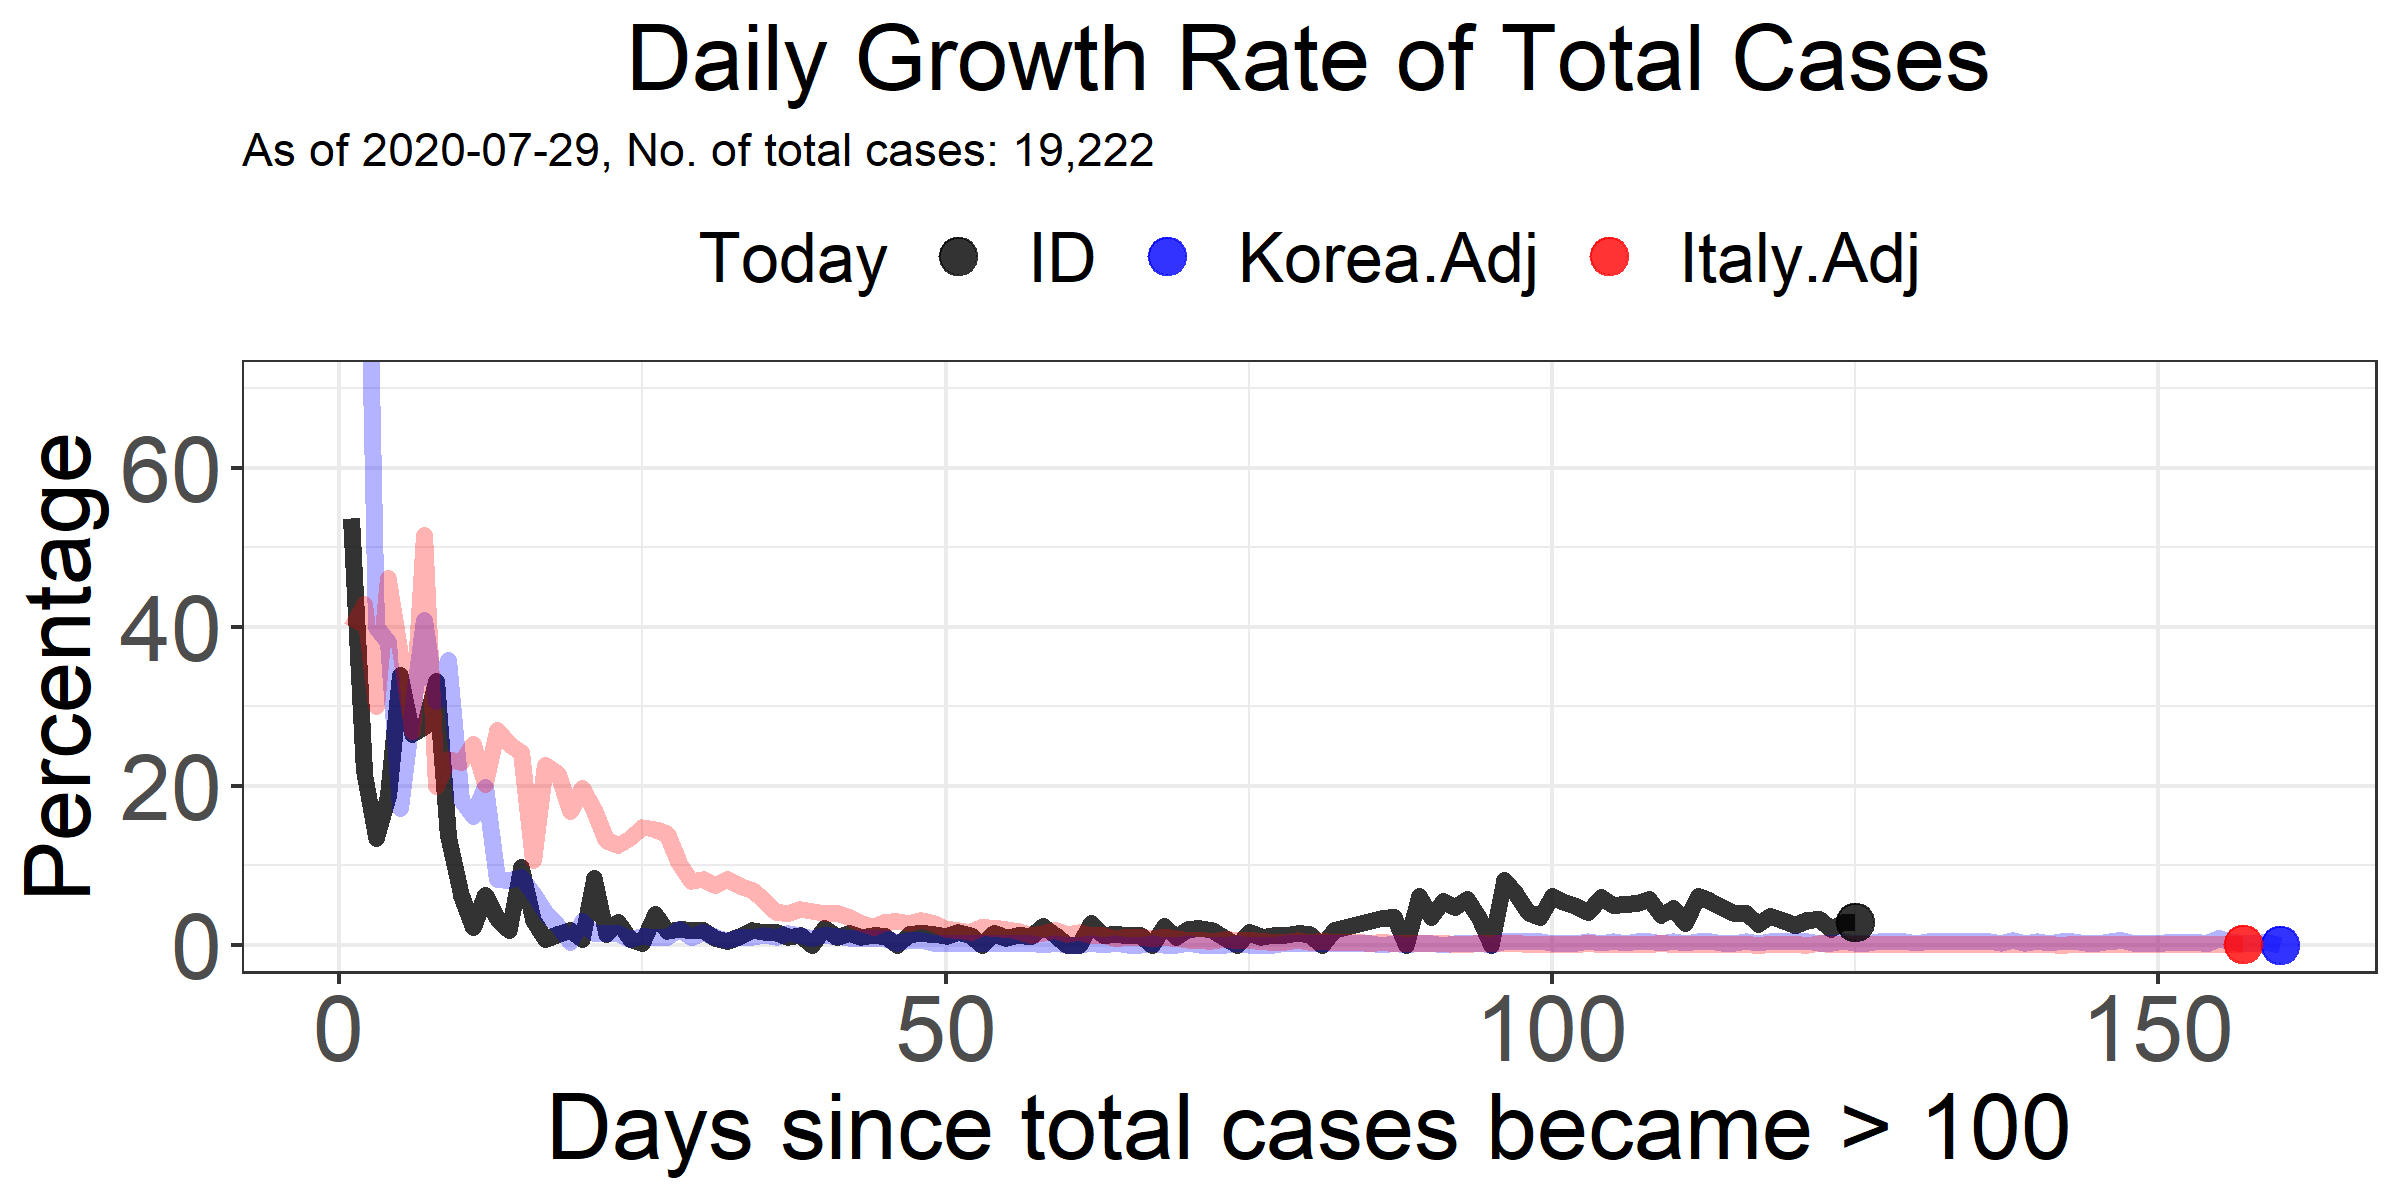 Daily Growth Rate of Total Cases
As of 2020-07-29, No. of total cases: 19,222
Today ID Korea.Adj Italy.Adj
Percentage
60
40
20
0
0 50 100 150
Days since total cases became > 100